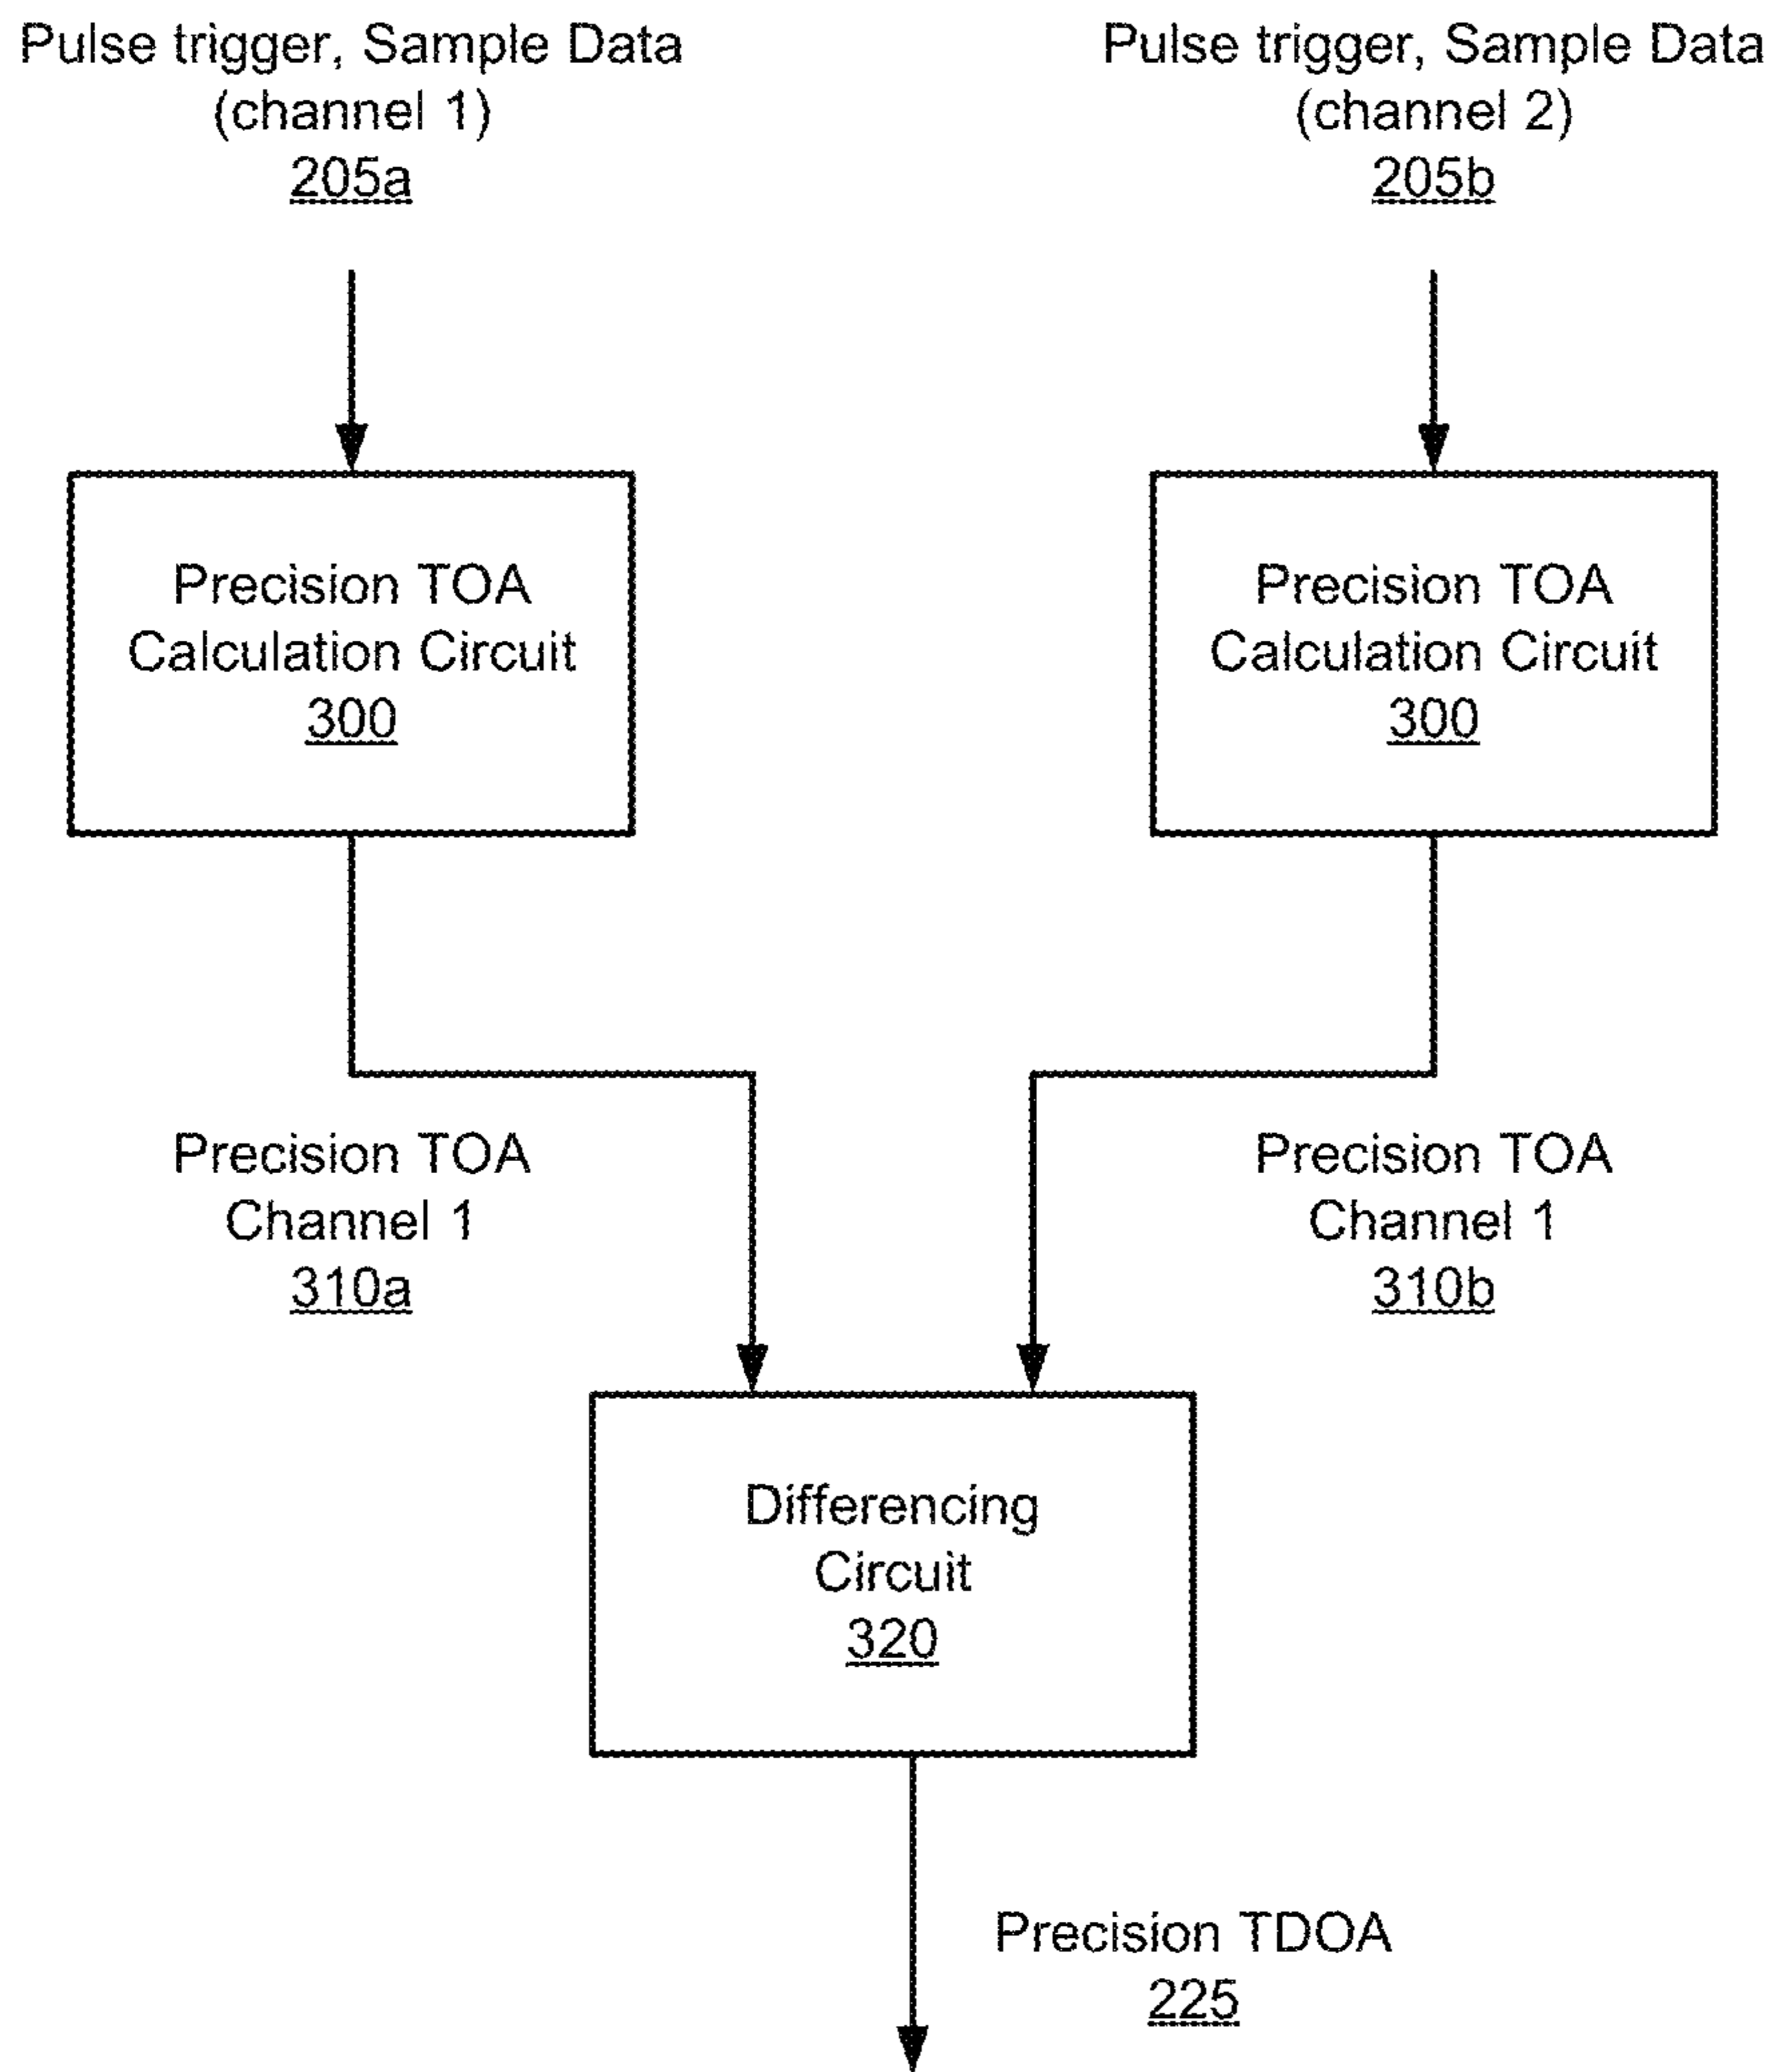 Pulse trigger, Sample Data
(channel 1)
205a
Pulse trigger, Sample Data
(channel 2)
205b
Precision TOA
Calculation Circuit
300
Precision TOA
Calculation Circuit
300
Precision TOA
Channel 1
310a
Precision TOA
Channel 1
310b
Differencing
Circuit
320
Precision TDOA
225